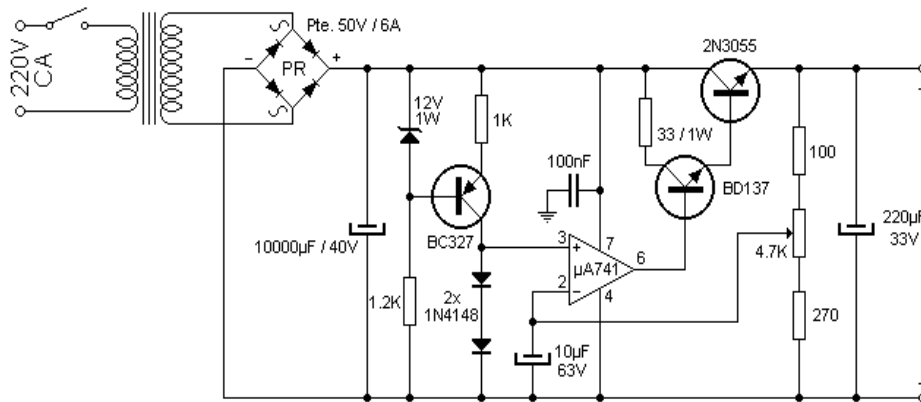 220V
CA
Pte. 50V / 6A
PR
-
+
12V
1W
1K
BC327
10000µF / 40V
1.2K
2x
1N4148
100nF
3
+
2
-
7
µA741
6
4
10µF
63V
33 / 1W
BD137
2N3055
100
4.7K
270
220µF
33V